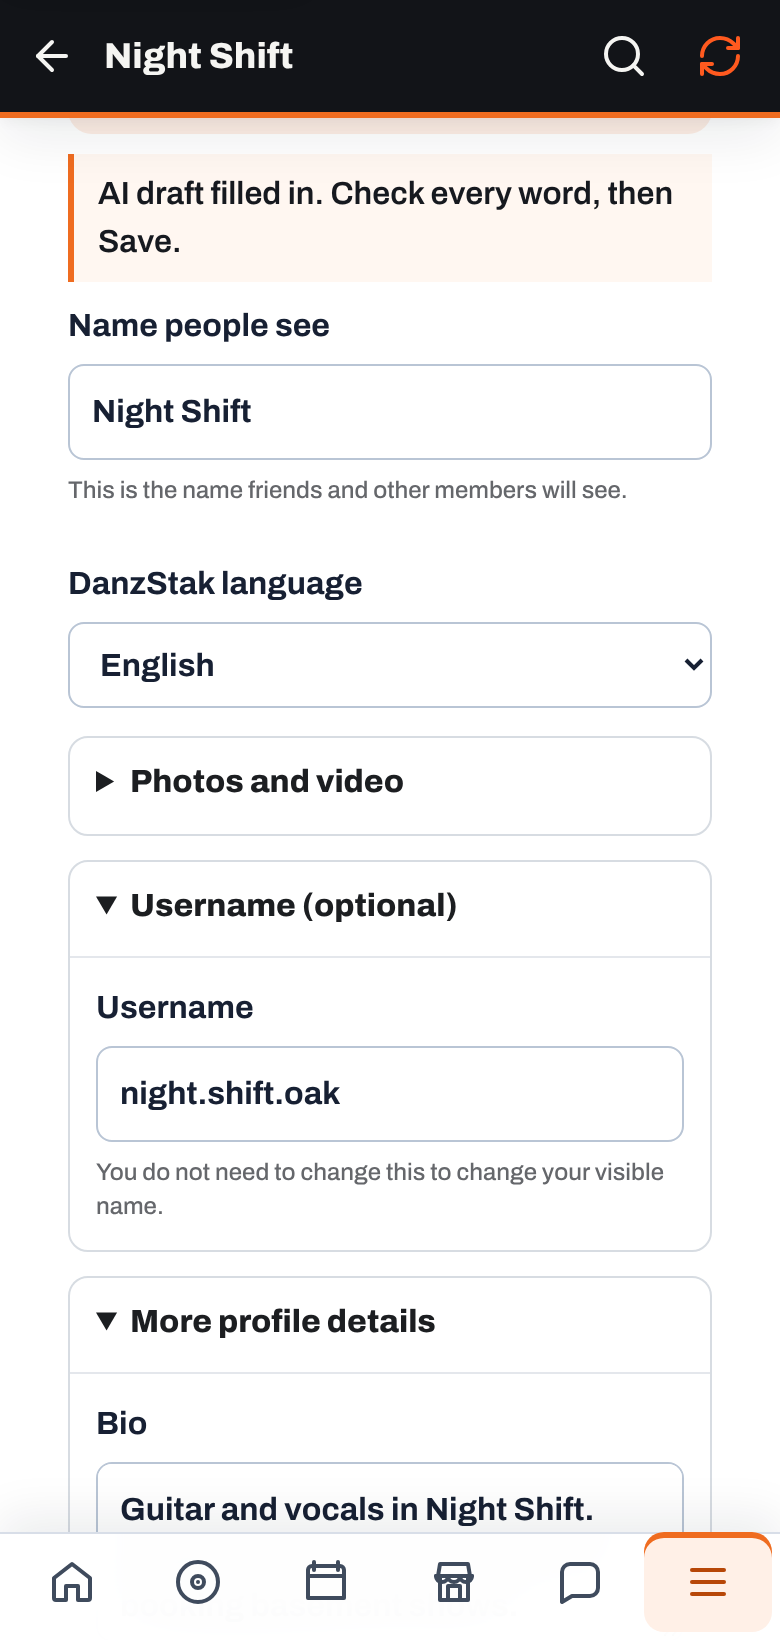 Night Shift
AI draft filled in. Check every word, then
Save.
Name people see
Night Shift
This is the name friends and other members will see.
DanzStak language
English
Photos and video
Username (optional)
Username
night.shift.oak
You do not need to change this to change your visible
name.
More profile details
Bio
Guitar and vocals in Night Shift.